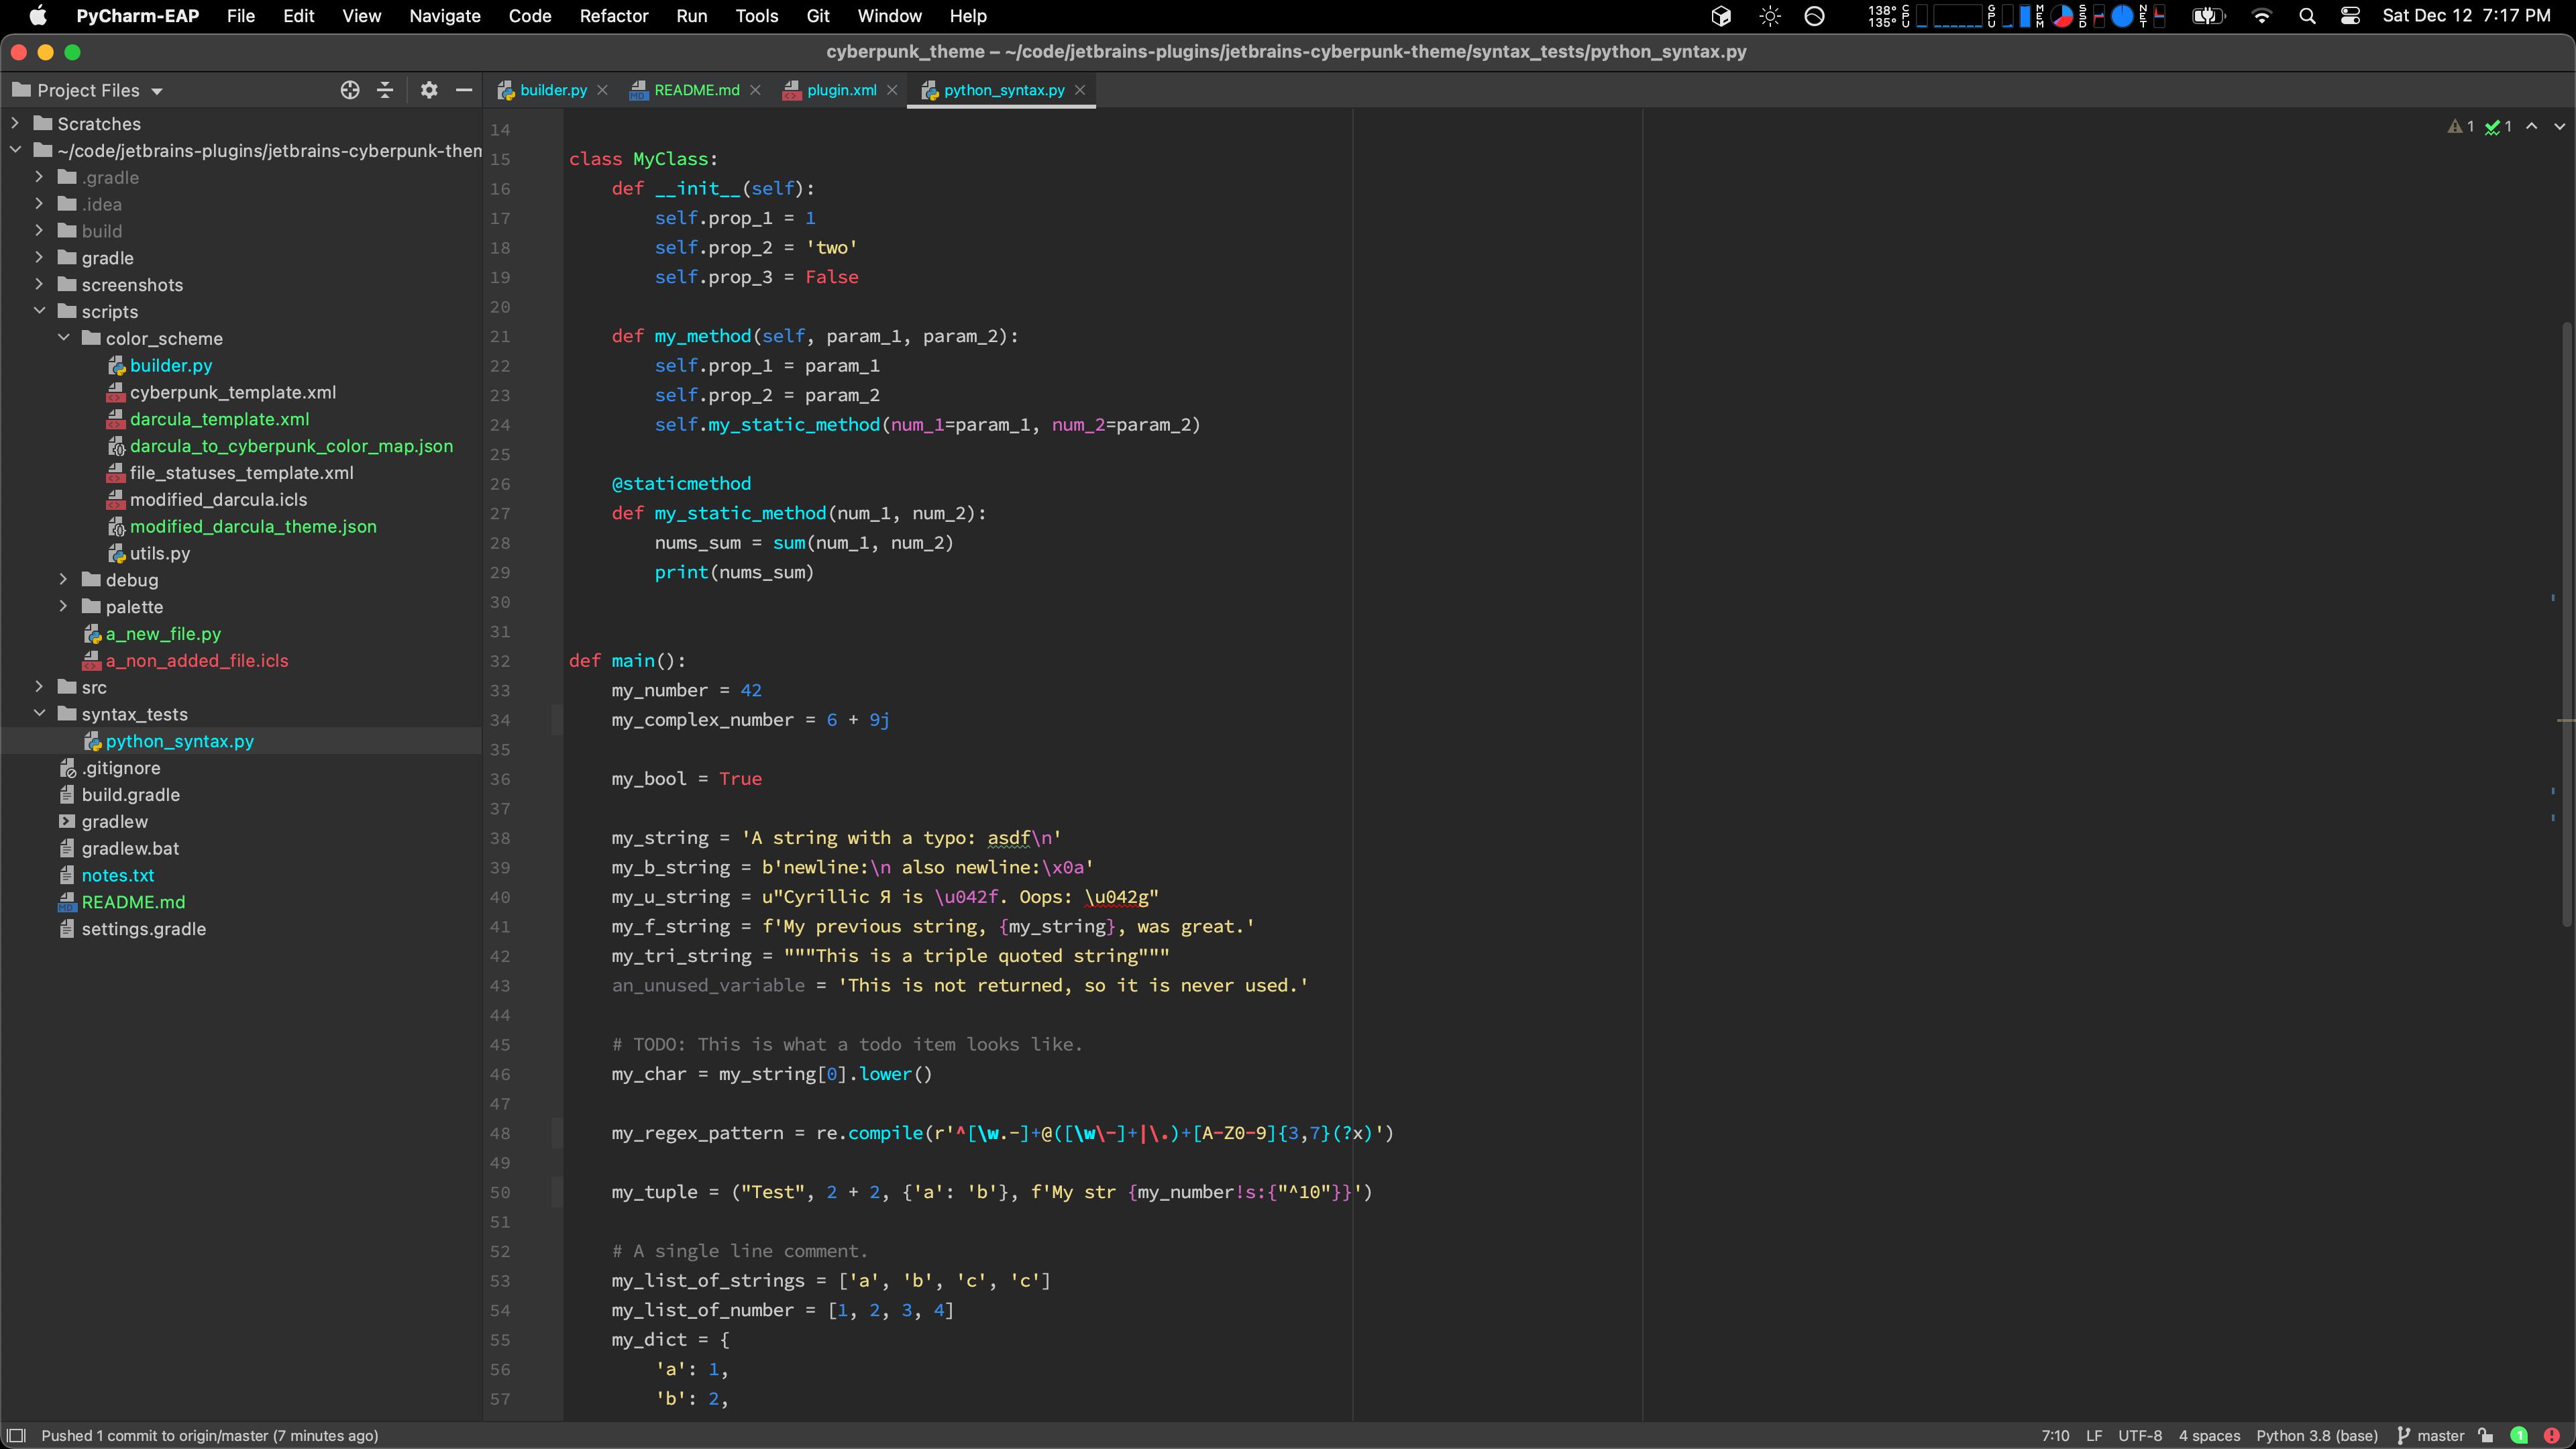 PyCharm-EAP File Edit View Navigate Code Refactor Run Tools Git Window Help 138° 135° CPU GPU MEM SSD NET Sat Dec 12 7:17 PM
cyberpunk_theme – ~/code/jetbrains-plugins/jetbrains-cyberpunk-theme/syntax_tests/python_syntax.py
Project Files
builder.py README.md plugin.xml python_syntax.py
Scratches
~/code/jetbrains-plugins/jetbrains-cyberpunk-them
.gradle
.idea
build
gradle
screenshots
scripts
color_scheme
builder.py
cyberpunk_template.xml
darcula_template.xml
darcula_to_cyberpunk_color_map.json
file_statuses_template.xml
modified_darcula.icls
modified_darcula_theme.json
utils.py
debug
palette
a_new_file.py
a_non_added_file.icls
src
syntax_tests
python_syntax.py
.gitignore
build.gradle
gradlew
gradlew.bat
notes.txt
README.md
settings.gradle
1 1
14
15 class MyClass:
16     def __init__(self):
17         self.prop_1 = 1
18         self.prop_2 = 'two'
19         self.prop_3 = False
20
21     def my_method(self, param_1, param_2):
22         self.prop_1 = param_1
23         self.prop_2 = param_2
24         self.my_static_method(num_1=param_1, num_2=param_2)
25
26     @staticmethod
27     def my_static_method(num_1, num_2):
28         nums_sum = sum(num_1, num_2)
29         print(nums_sum)
30
31
32 def main():
33     my_number = 42
34     my_complex_number = 6 + 9j
35
36     my_bool = True
37
38     my_string = 'A string with a typo: asdf\n'
39     my_b_string = b'newline:\n also newline:\x0a'
40     my_u_string = u"Cyrillic Я is \u042f. Oops: \u042g"
41     my_f_string = f'My previous string, {my_string}, was great.'
42     my_tri_string = """This is a triple quoted string"""
43     an_unused_variable = 'This is not returned, so it is never used.'
44
45     # TODO: This is what a todo item looks like.
46     my_char = my_string[0].lower()
47
48     my_regex_pattern = re.compile(r'^[\w.-]+@([\w\-]+|\.)+[A-Z0-9]{3,7}(?x)')
49
50     my_tuple = ("Test", 2 + 2, {'a': 'b'}, f'My str {my_number!s:{"^10"}}')
51
52     # A single line comment.
53     my_list_of_strings = ['a', 'b', 'c', 'c']
54     my_list_of_number = [1, 2, 3, 4]
55     my_dict = {
56         'a': 1,
57         'b': 2,
Pushed 1 commit to origin/master (7 minutes ago) 7:10 LF UTF-8 4 spaces Python 3.8 (base) master 1